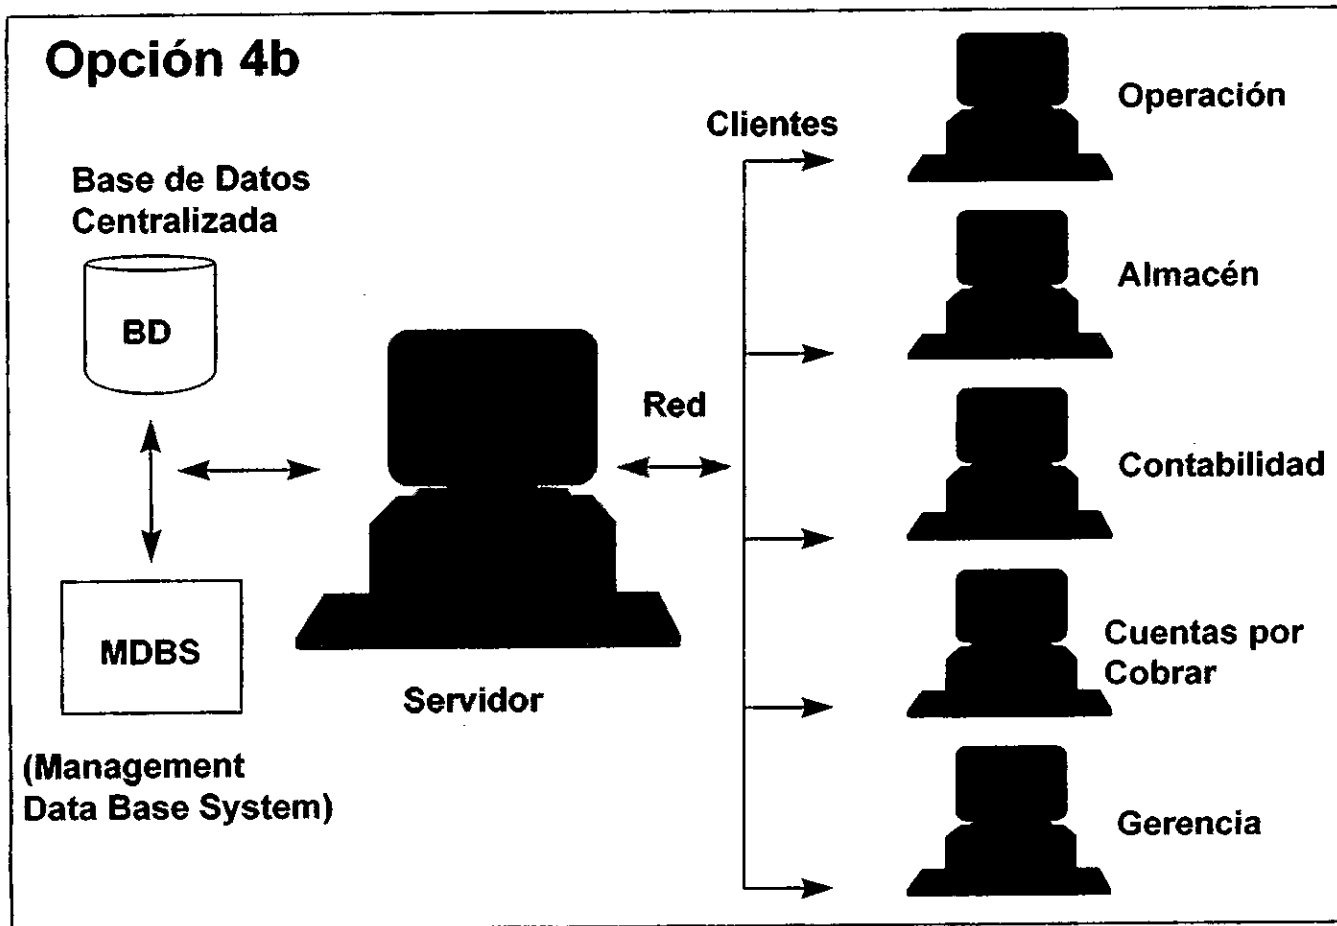 Opción 4b
Base de Datos
Centralizada
BD
MDBS
(Management
Data Base System)
Servidor
Red
Clientes
Operación
Almacén
Contabilidad
Cuentas por
Cobrar
Gerencia